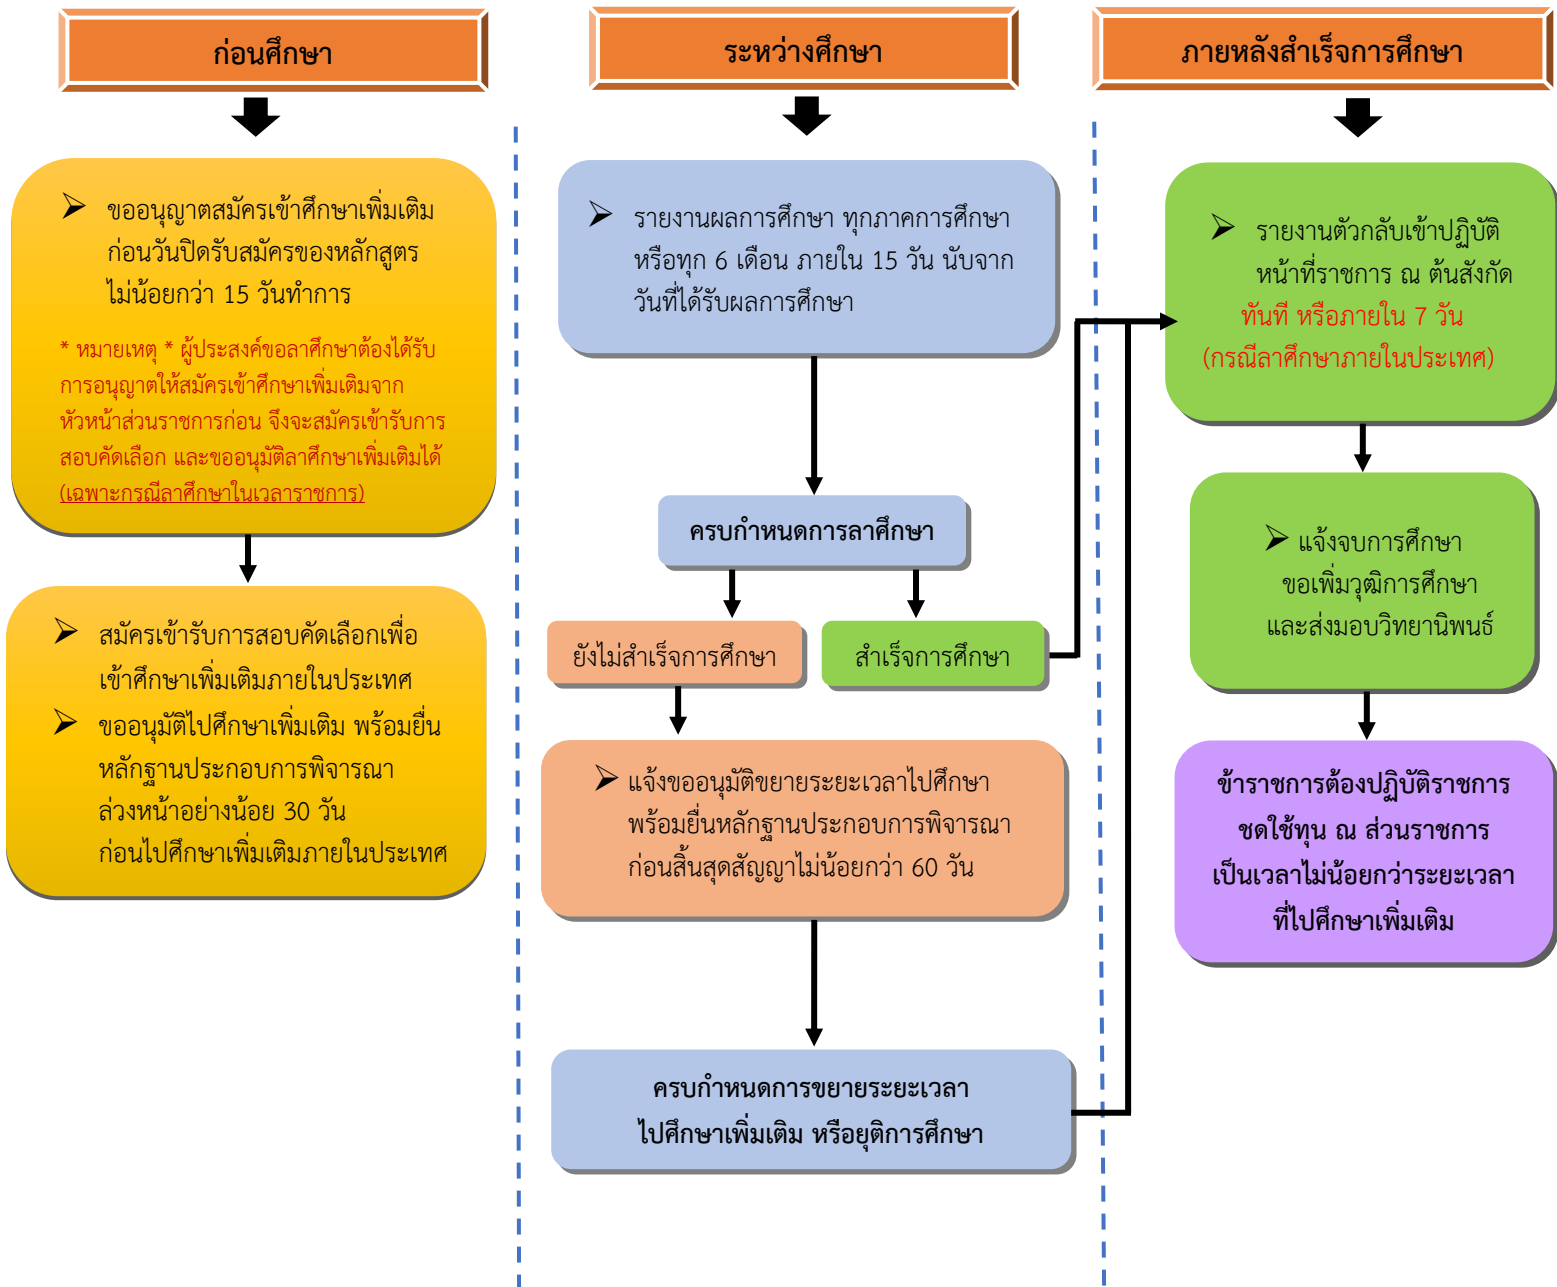 ก่อนศึกษา
ขออนุญาตสมัครเข้าศึกษาเพิ่มเติม
ก่อนวันปิดรับสมัครของหลักสูตร
ไม่น้อยกว่า 15 วันทำการ
* หมายเหตุ * ผู้ประสงค์ขอลาศึกษาต้องได้รับ
การอนุญาตให้สมัครเข้าศึกษาเพิ่มเติมจาก
หัวหน้าส่วนราชการก่อน จึงจะสมัครเข้ารับการ
สอบคัดเลือก และขออนุมัติลาศึกษาเพิ่มเติมได้
(เฉพาะกรณีลาศึกษาในเวลาราชการ)
สมัครเข้ารับการสอบคัดเลือกเพื่อ
เข้าศึกษาเพิ่มเติมภายในประเทศ
ขออนุมัติไปศึกษาเพิ่มเติม พร้อมยื่น
หลักฐานประกอบการพิจารณา
ล่วงหน้าอย่างน้อย 30 วัน
ก่อนไปศึกษาเพิ่มเติมภายในประเทศ
ระหว่างศึกษา
รายงานผลการศึกษา ทุกภาคการศึกษา
หรือทุก 6 เดือน ภายใน 15 วัน นับจาก
วันที่ได้รับผลการศึกษา
ครบกำหนดการลาศึกษา
ยังไม่สำเร็จการศึกษา
สำเร็จการศึกษา
แจ้งขออนุมัติขยายระยะเวลาไปศึกษา
พร้อมยื่นหลักฐานประกอบการพิจารณา
ก่อนสิ้นสุดสัญญาไม่น้อยกว่า 60 วัน
ครบกำหนดการขยายระยะเวลา
ไปศึกษาเพิ่มเติม หรือยุติการศึกษา
ภายหลังสำเร็จการศึกษา
รายงานตัวกลับเข้าปฏิบัติ
หน้าที่ราชการ ณ ต้นสังกัด
ทันที หรือภายใน 7 วัน
(กรณีลาศึกษาภายในประเทศ)
แจ้งจบการศึกษา
ขอเพิ่มวุฒิการศึกษา
และส่งมอบวิทยานิพนธ์
ข้าราชการต้องปฏิบัติราชการ
ชดใช้ทุน ณ ส่วนราชการ
เป็นเวลาไม่น้อยกว่าระยะเวลา
ที่ไปศึกษาเพิ่มเติม